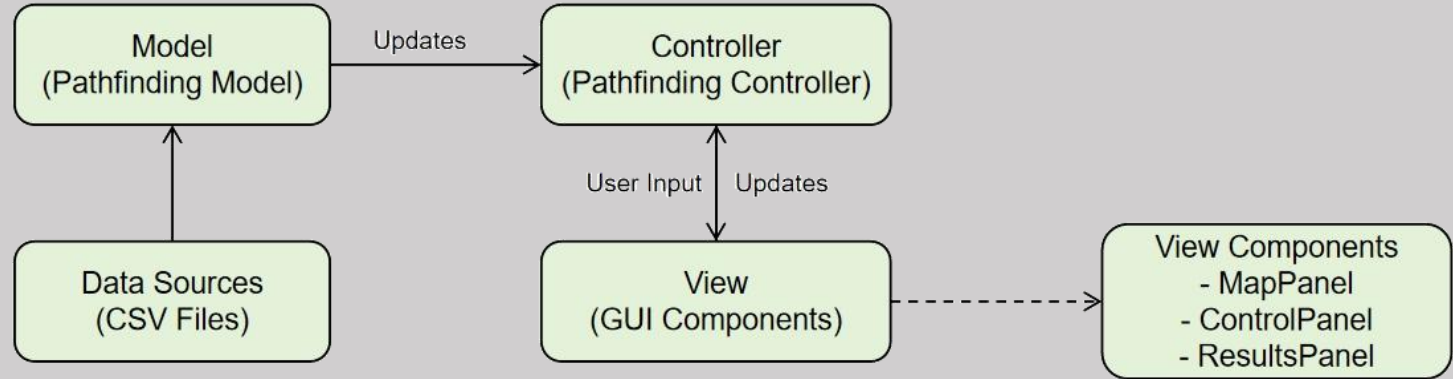 Model
(Pathfinding Model)
Updates
Controller
(Pathfinding Controller)
User Input
Updates
Data Sources
(CSV Files)
View
(GUI Components)
View Components
- MapPanel
- ControlPanel
- ResultsPanel